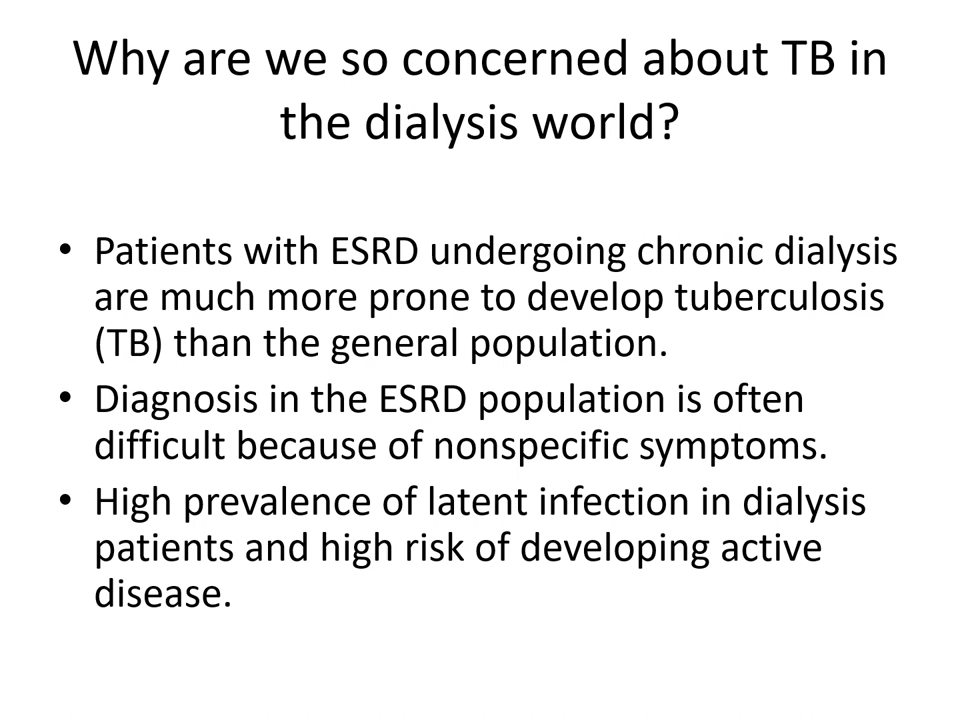 Why are we so concerned about TB in
the dialysis world?
• Patients with ESRD undergoing chronic dialysis
are much more prone to develop tuberculosis
(TB) than the general population.
• Diagnosis in the ESRD population is often
difficult because of nonspecific symptoms.
• High prevalence of latent infection in dialysis
patients and high risk of developing active
disease.